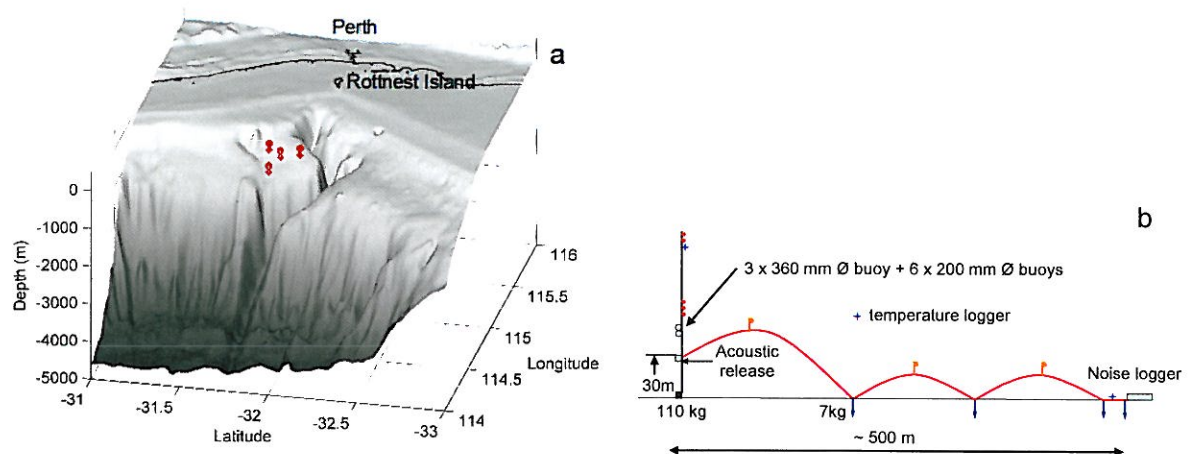 Perth
a
Rottnest Island
0
-1000
-2000
-3000
-4000
-5000
Depth (m)
-31
-31.5
-32
-32.5
-33
Latitude
116
115.5
115
114.5
114
Longitude
b
3 x 360 mm Ø buoy + 6 x 200 mm Ø buoys
+ temperature logger
Acoustic
release
30m
Noise logger
110 kg
7kg
~ 500 m